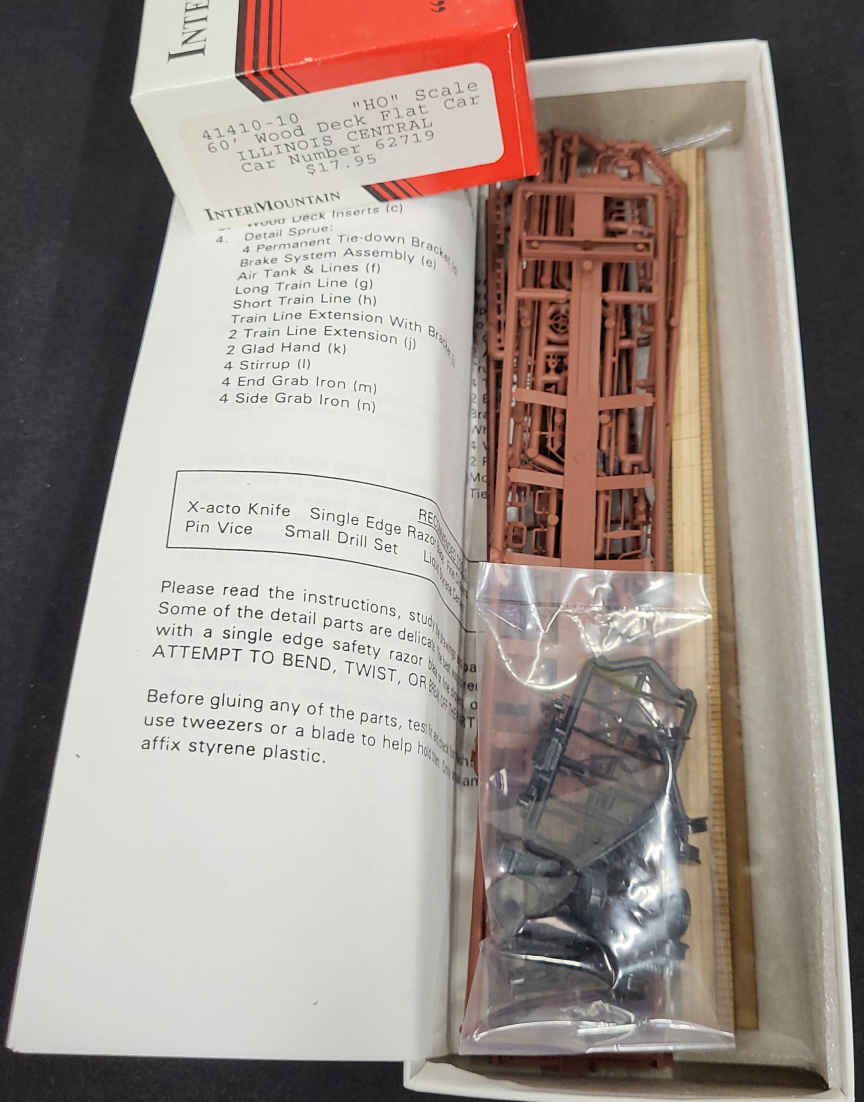 INTER
41410-10 "HO" Scale
60' Wood Deck Flat Car
ILLINOIS CENTRAL
Car Number 62719
$17.95
INTERMOUNTAIN
Wood Deck Inserts (c)
4. Detail Sprue:
4 Permanent Tie-down Bracket
Brake System Assembly (e)
Air Tank & Lines (f)
Long Train Line (g)
Short Train Line (h)
Train Line Extension With
2 Train Line Extension (j)
2 Glad Hand (k)
4 Stirrup (l)
4 End Grab Iron (m)
4 Side Grab Iron (n)
X-acto Knife Single Edge Razor
Pin Vice Small Drill Set
Please read the instructions,
Some of the detail parts are
with a single edge safety razor
ATTEMPT TO BEND, TWIST, OR
Before gluing any of the parts,
use tweezers or a blade to help
affix styrene plastic.